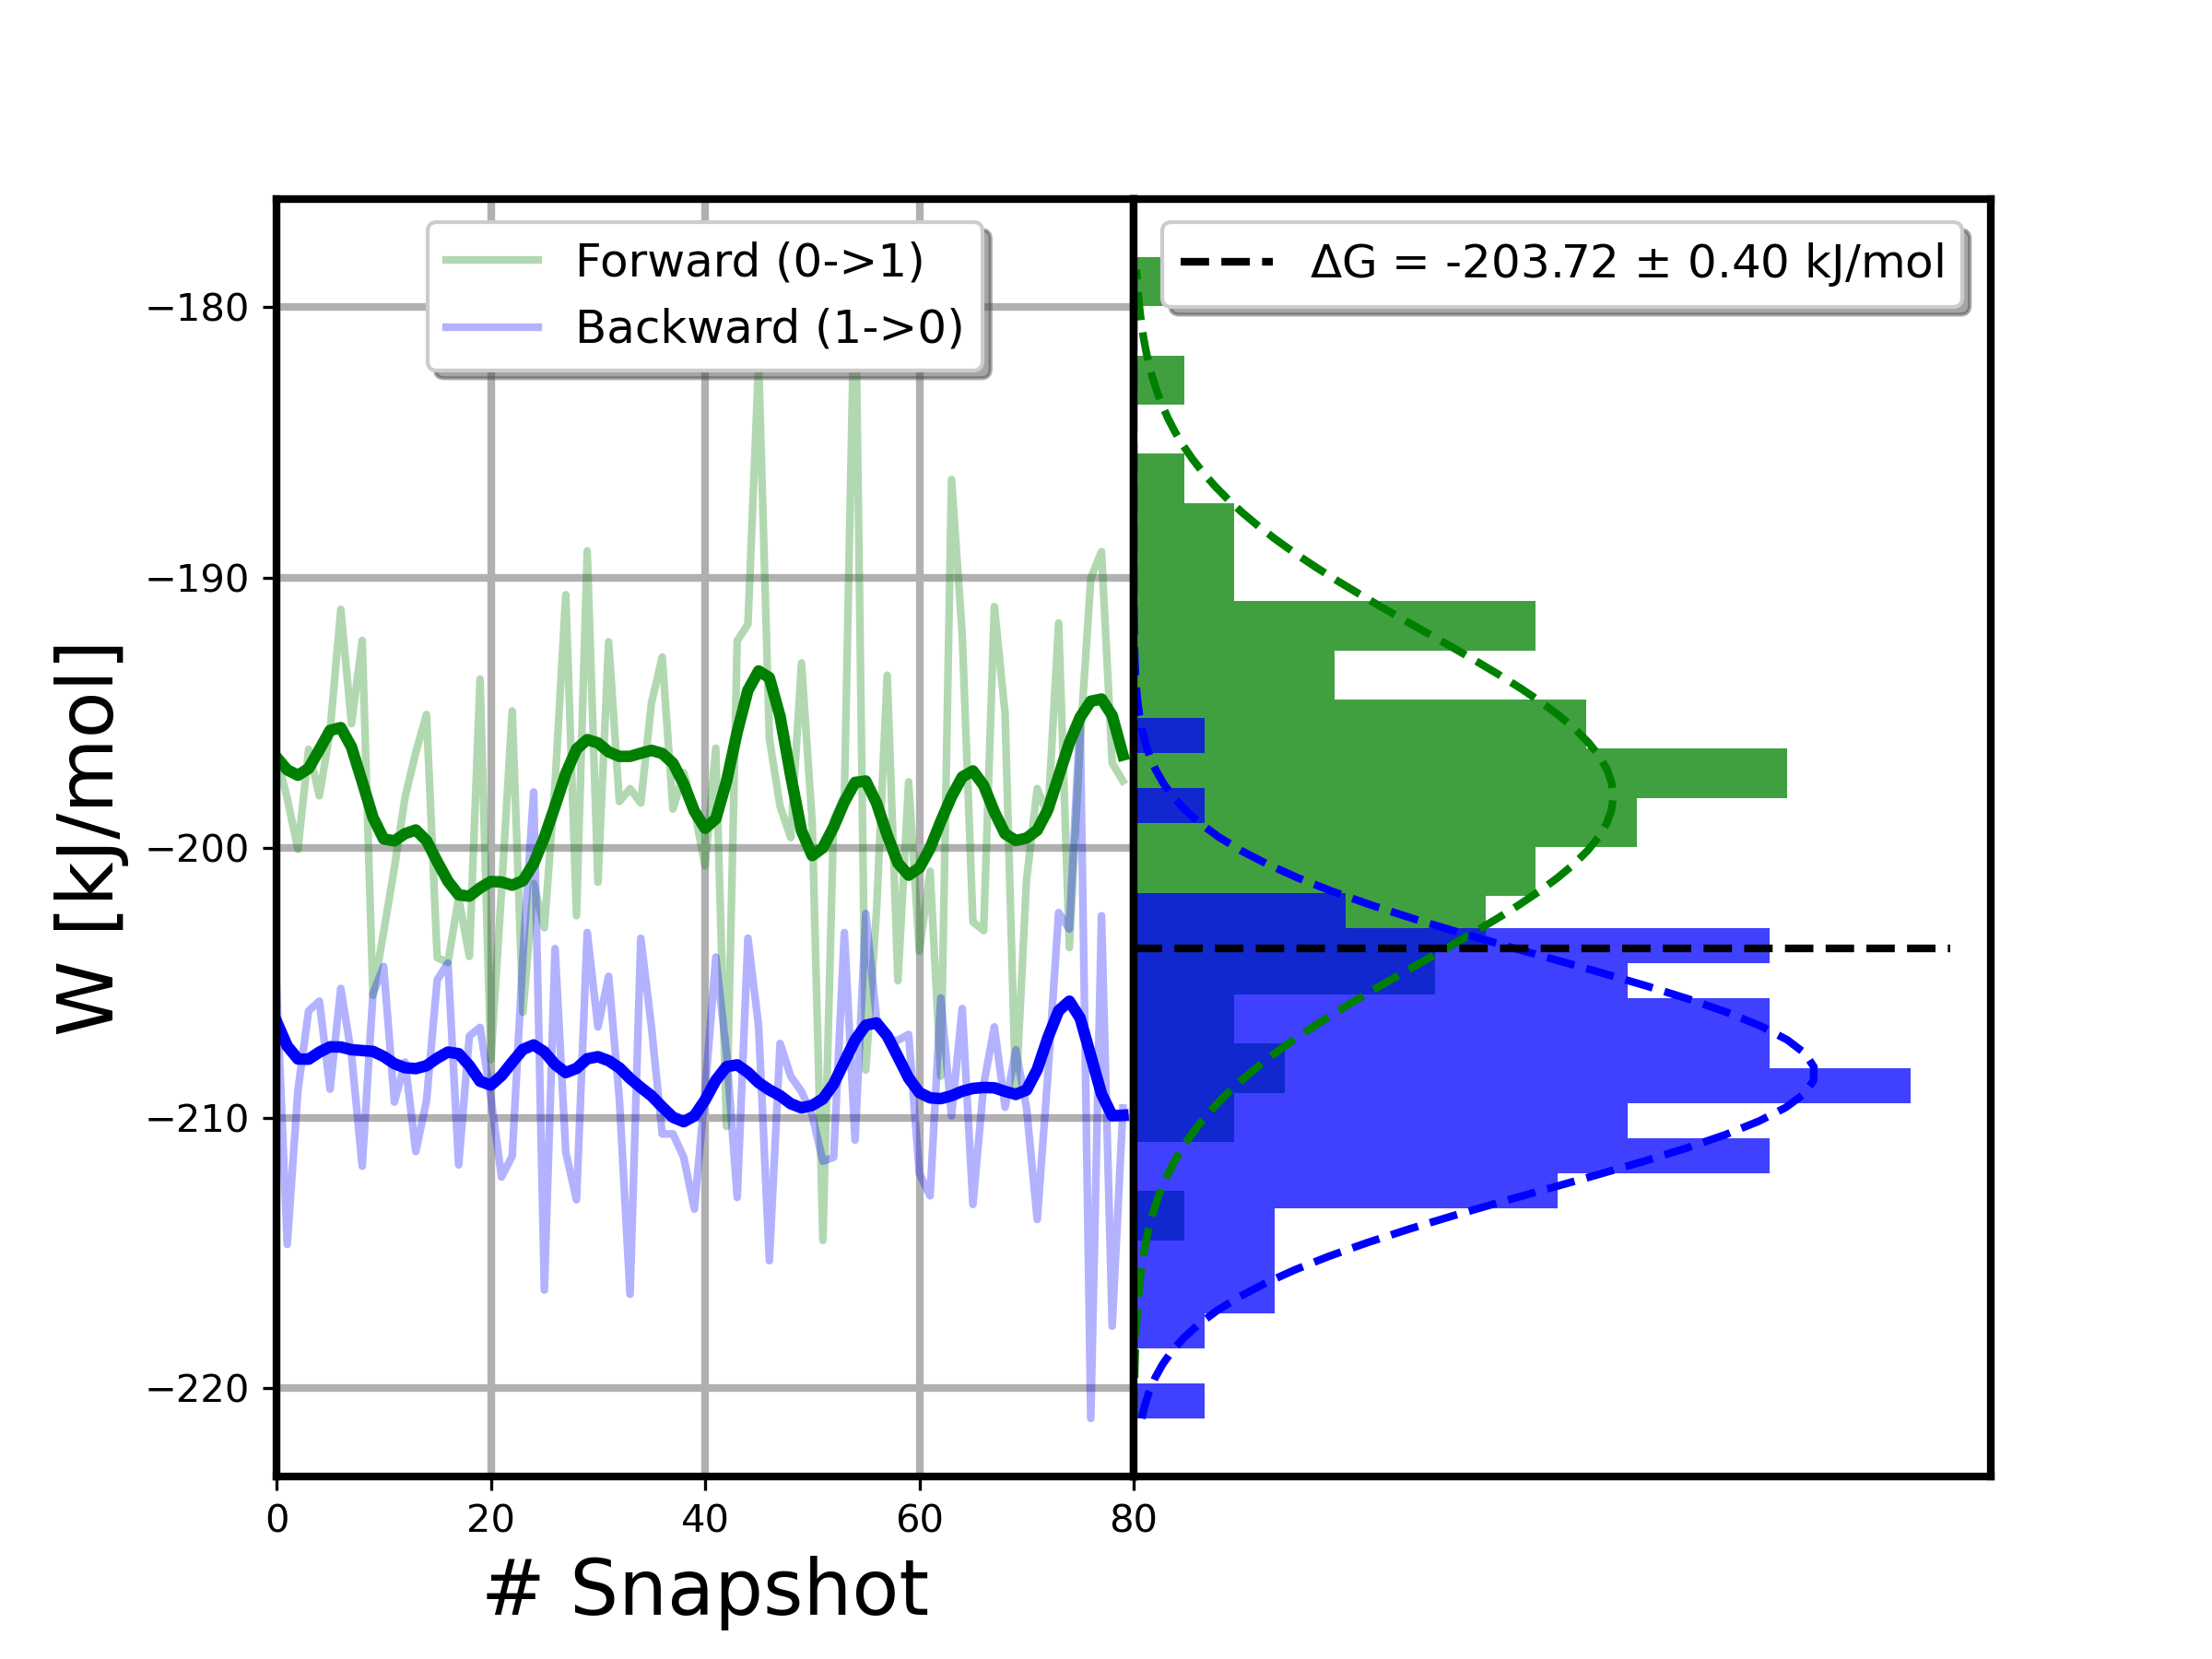 Forward (0->1)
Backward (1->0)
ΔG = -203.72 ± 0.40 kJ/mol
−180
−190
−200
−210
−220
W [kJ/mol]
0 20 40 60 80
# Snapshot